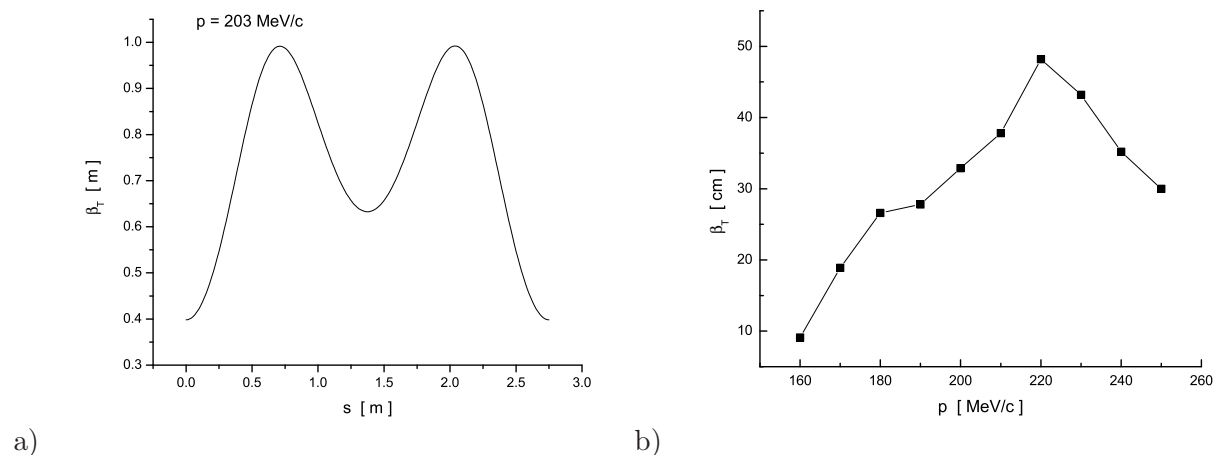 p = 203 MeV/c
1.0
0.9
0.8
0.7
0.6
0.5
0.4
0.3
β_T [ m ]
0.0 0.5 1.0 1.5 2.0 2.5 3.0
s [ m ]
a)
50
40
30
20
10
β_T [ cm ]
160 180 200 220 240 260
p [ MeV/c ]
b)